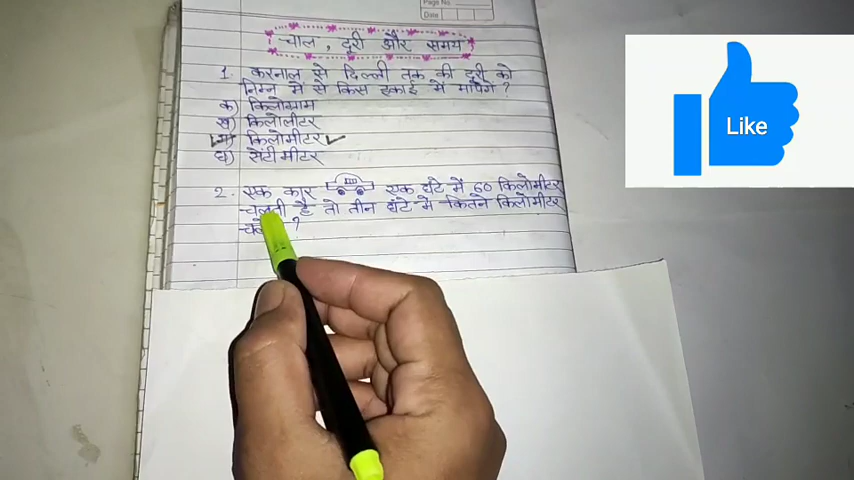 Page No.
Date
चाल, दूरी और समय
1. करनाल से दिल्ली तक की दूरी को
निम्न में से किस इकाई में मापेंगे ?
क) किलोग्राम
ख) किलोलीटर
ग) किलोमीटर
घ) सेंटीमीटर
2. एक कार एक घंटे में 60 किलोमीटर
चलती है तो तीन घंटे में कितने किलोमीटर
?
Like